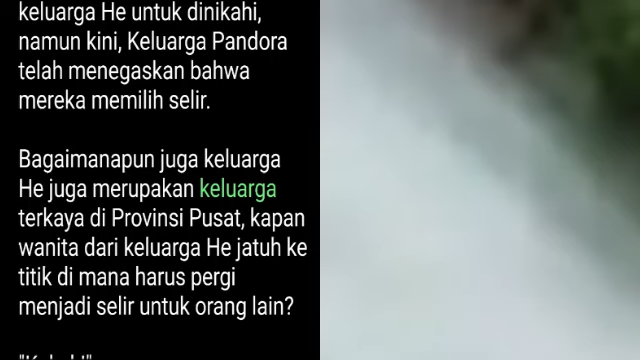 keluarga He untuk dinikahi,
namun kini, Keluarga Pandora
telah menegaskan bahwa
mereka memilih selir.
Bagaimanapun juga keluarga
He juga merupakan keluarga
terkaya di Provinsi Pusat, kapan
wanita dari keluarga He jatuh ke
titik di mana harus pergi
menjadi selir untuk orang lain?